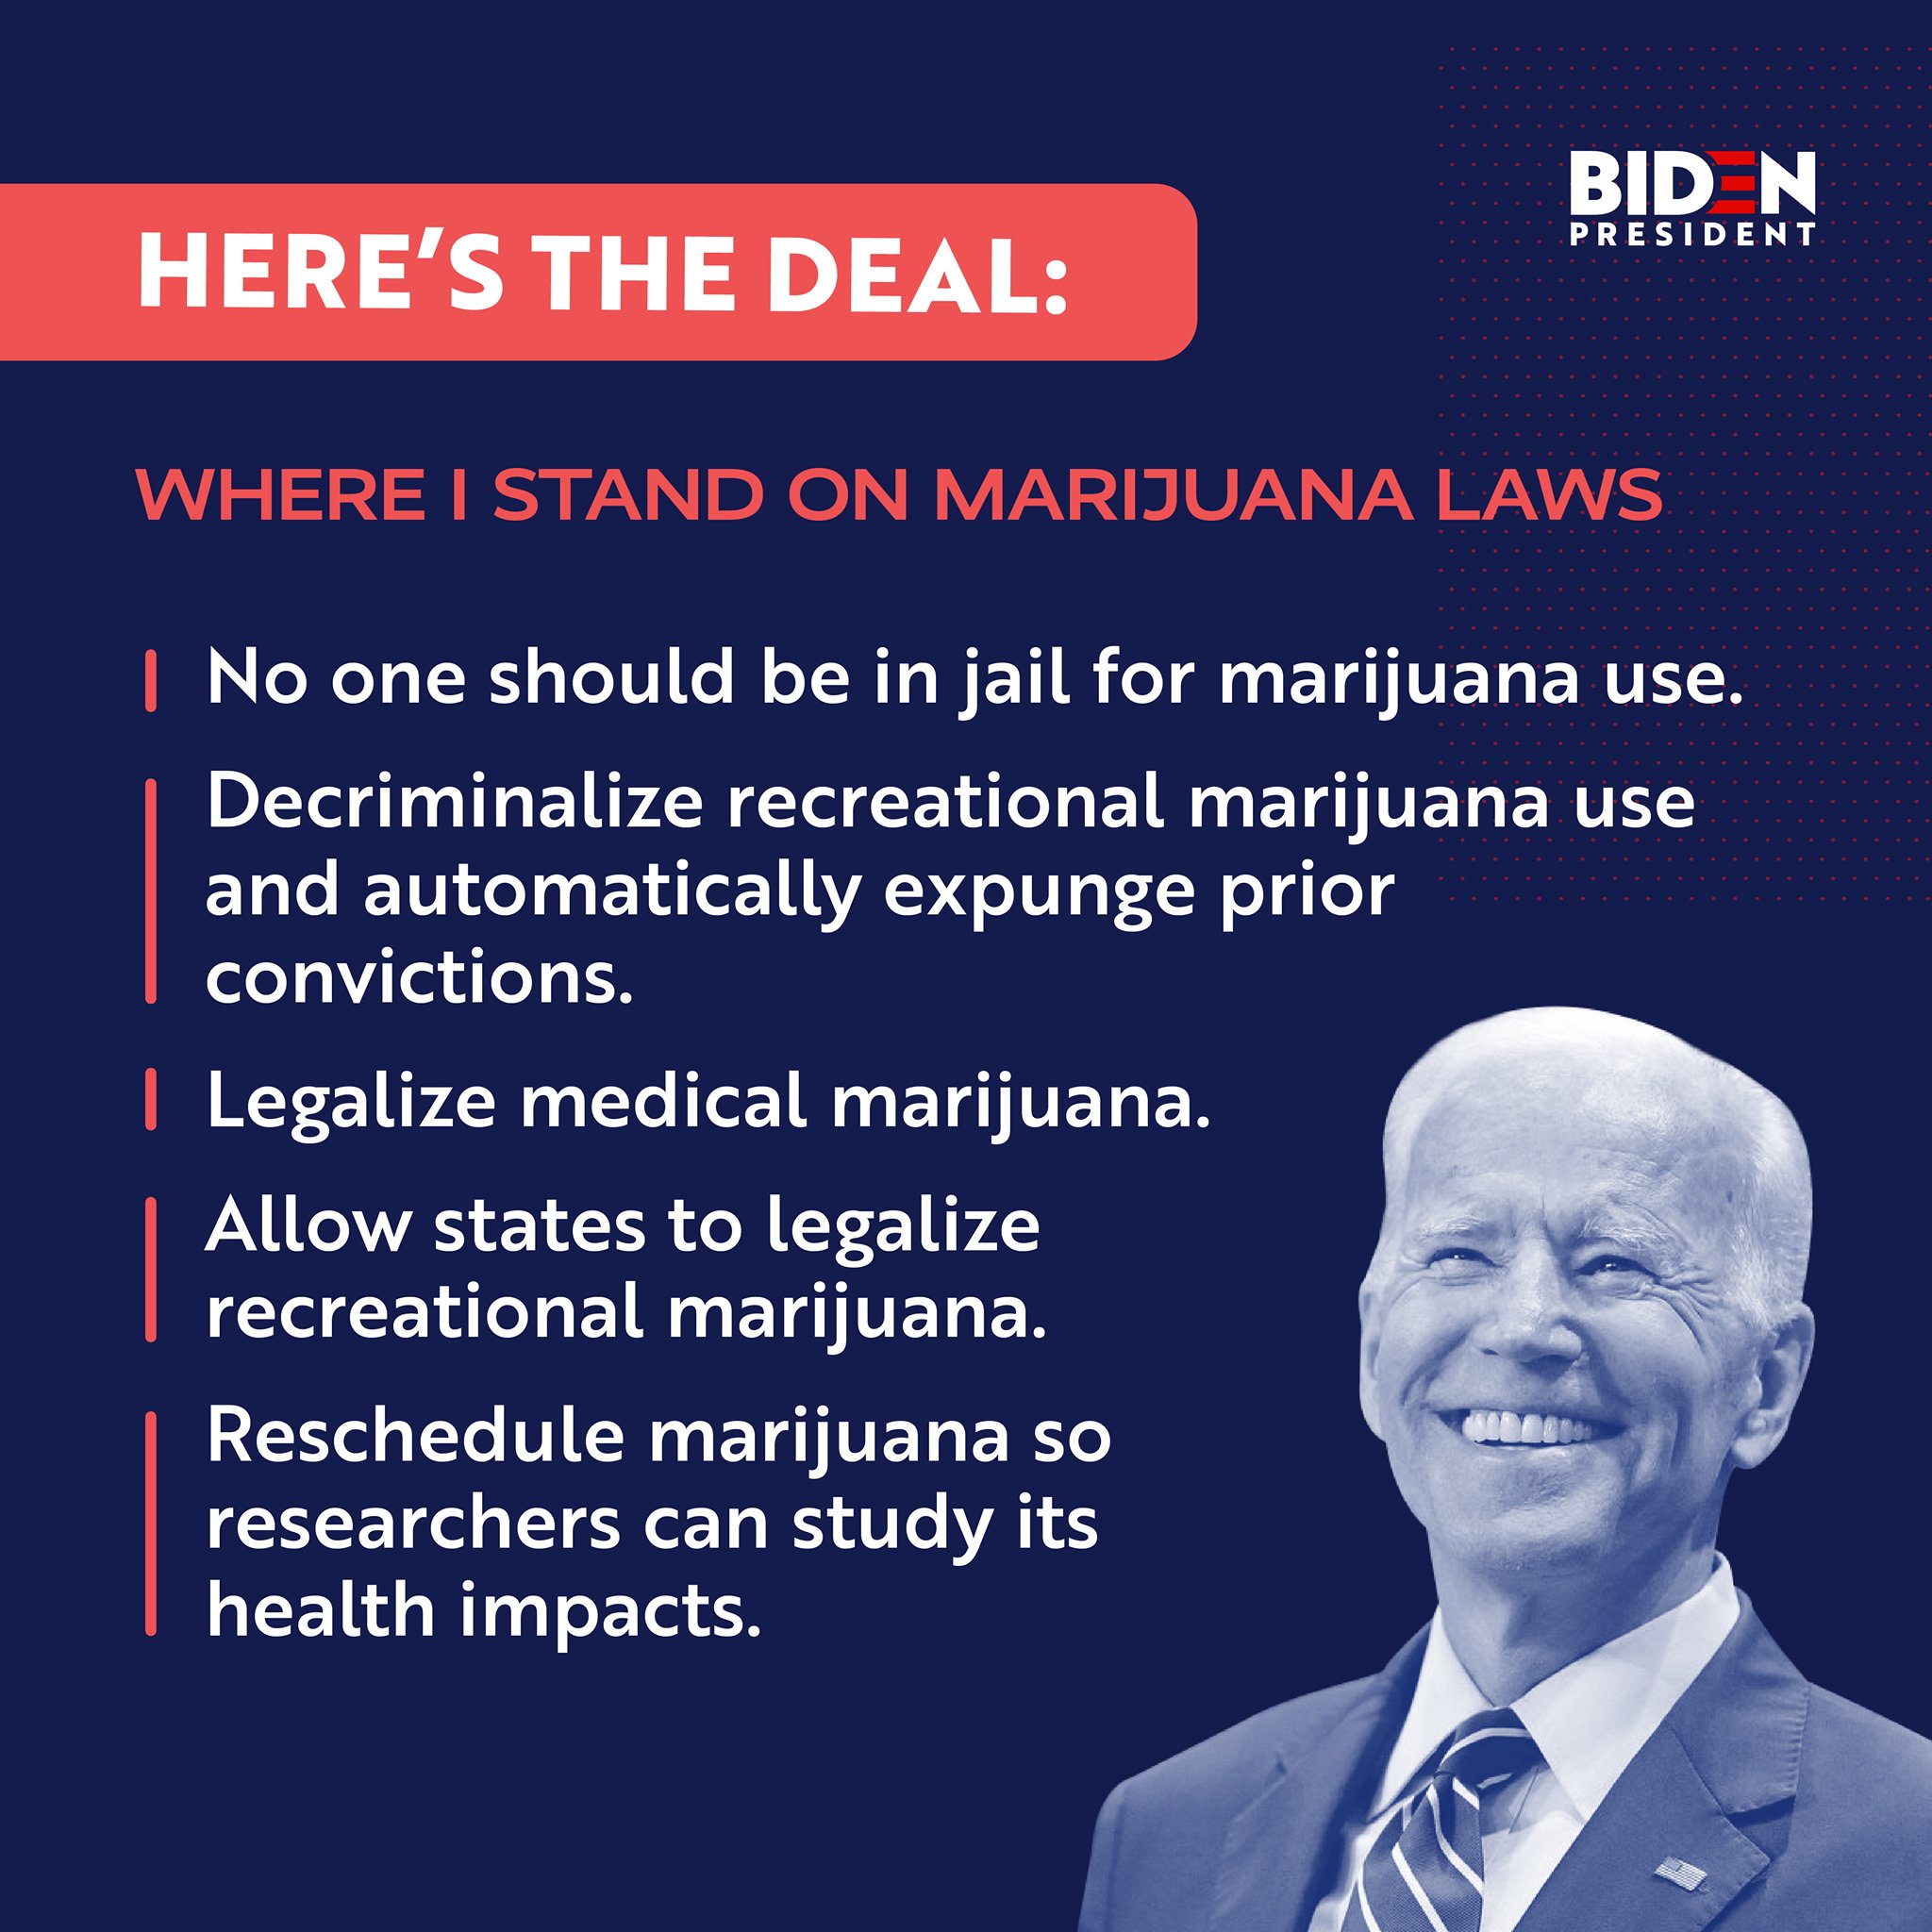 BIDEN
PRESIDENT
HERE'S THE DEAL:
WHERE I STAND ON MARIJUANA LAWS
No one should be in jail for marijuana use.
Decriminalize recreational marijuana use
and automatically expunge prior
convictions.
Legalize medical marijuana.
Allow states to legalize
recreational marijuana.
Reschedule marijuana so
researchers can study its
health impacts.